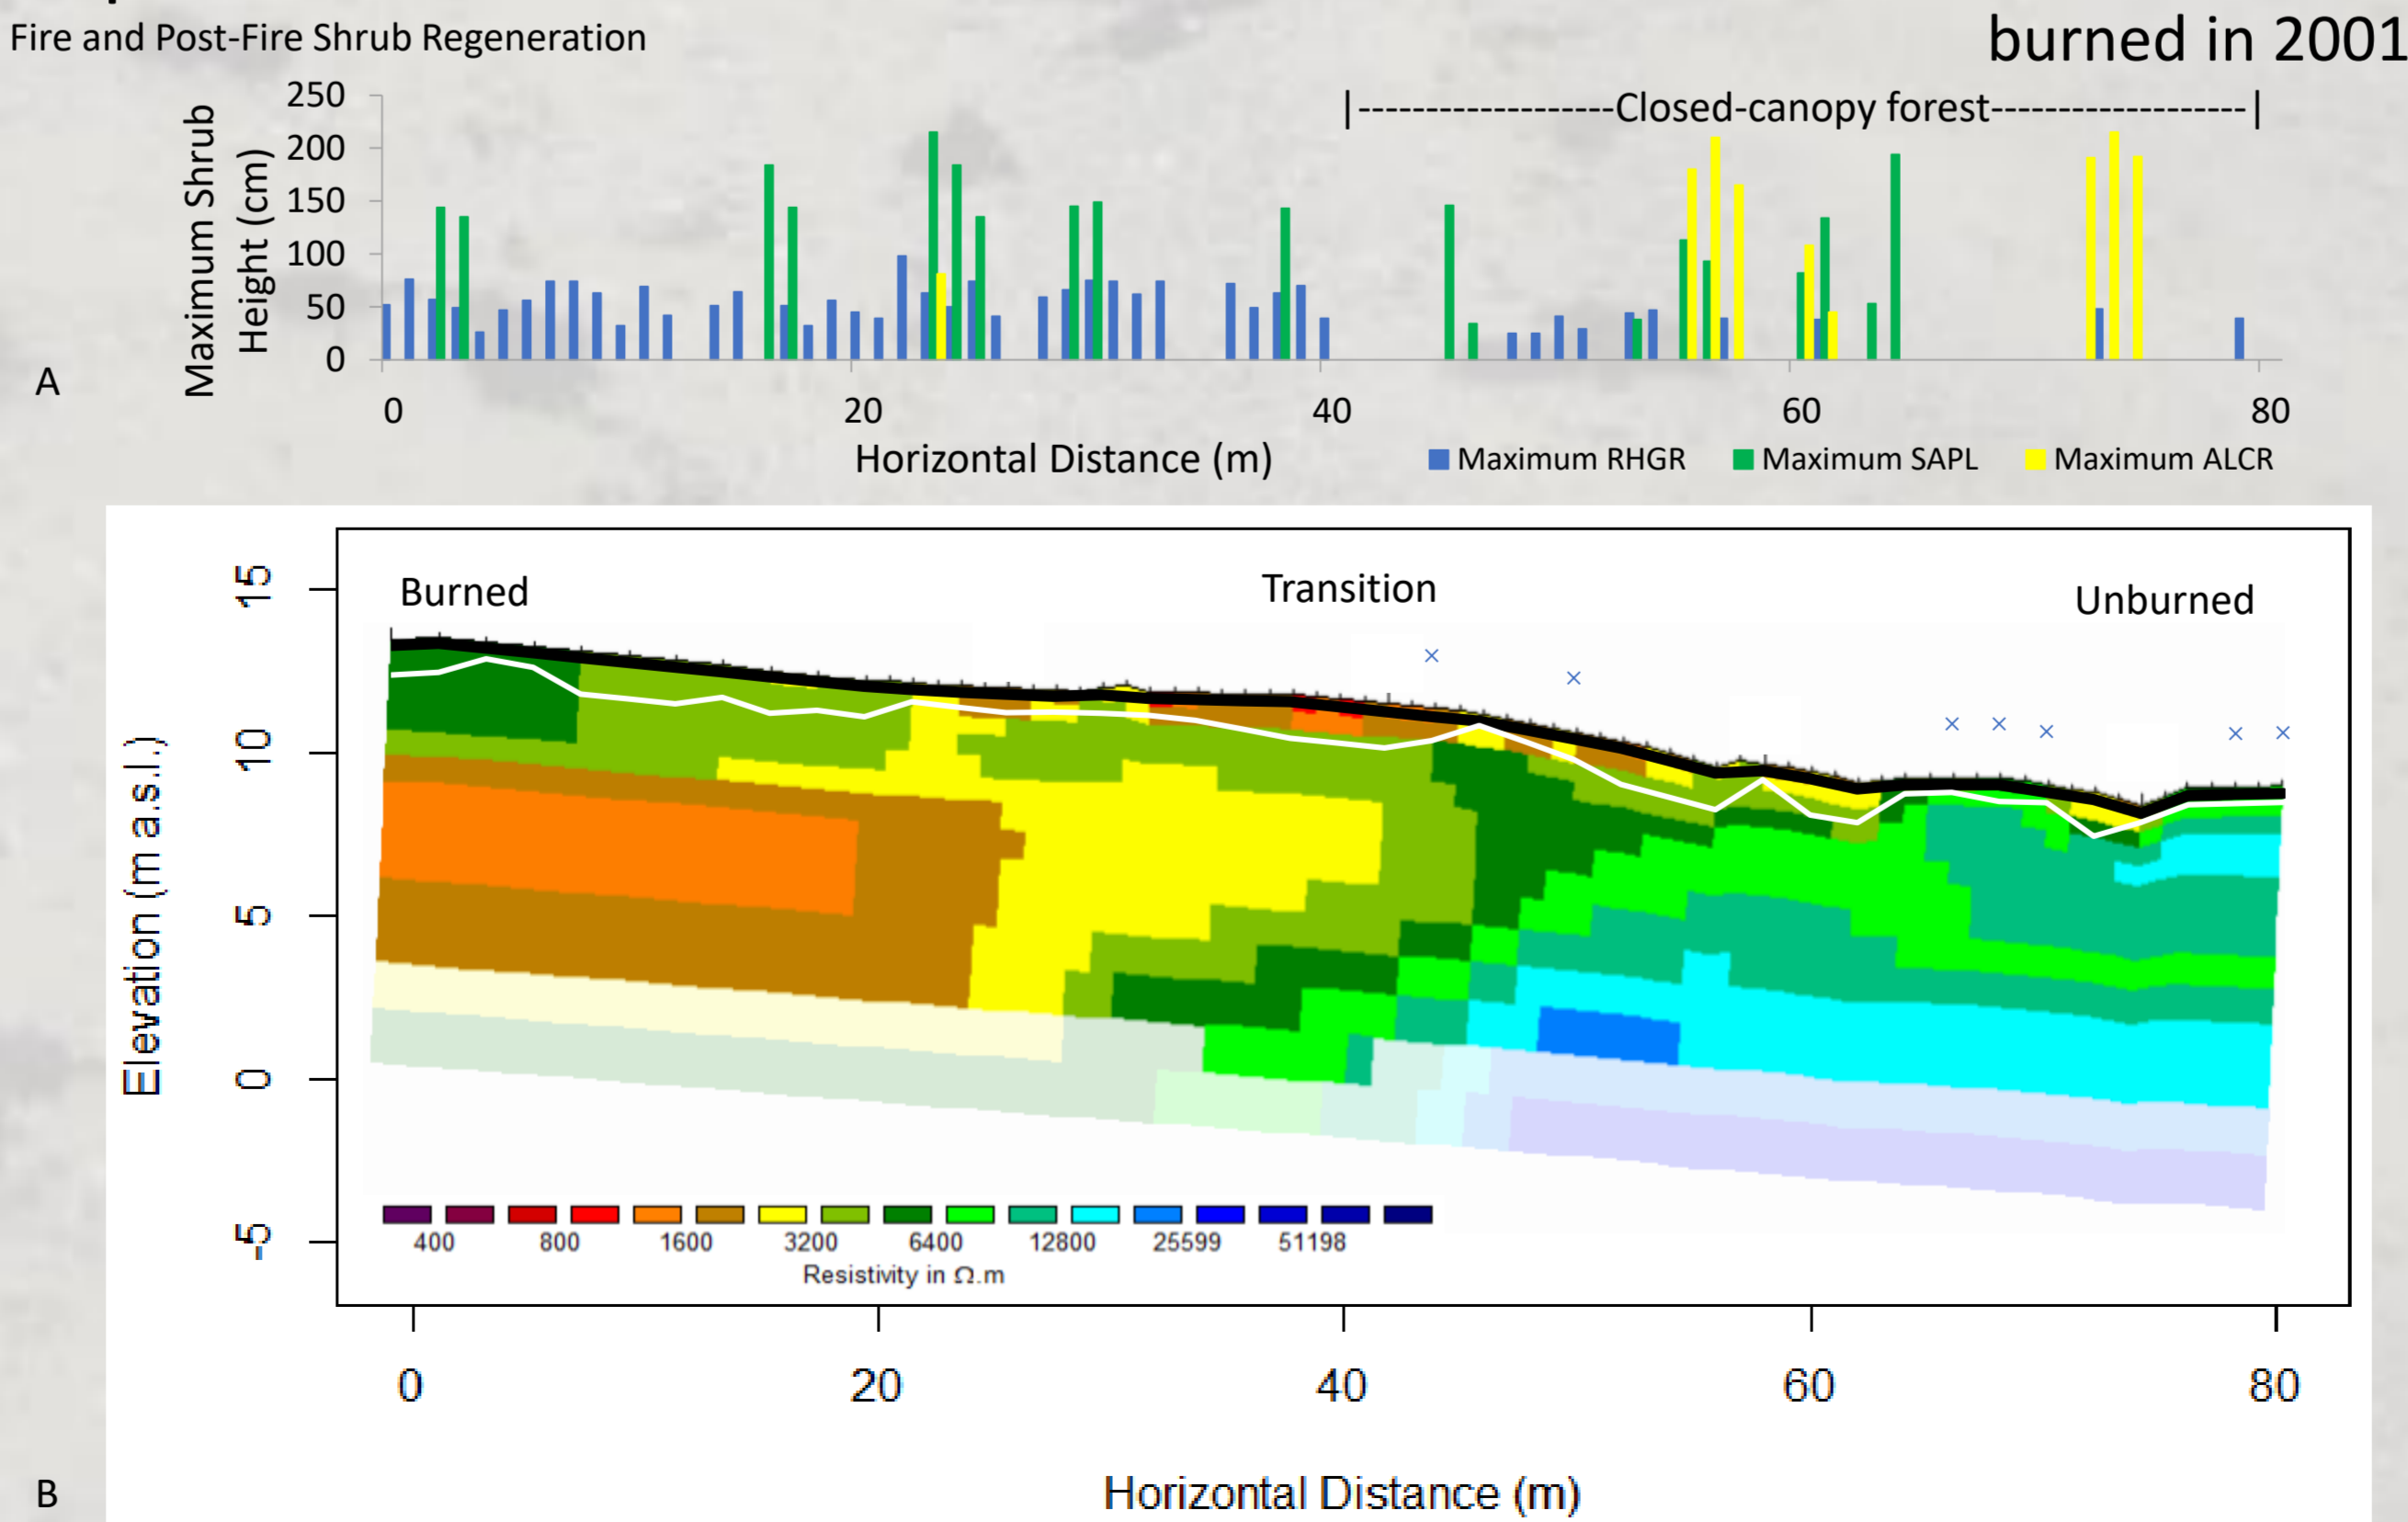 Fire and Post-Fire Shrub Regeneration
burned in 2001
|-------------------Closed-canopy forest-------------------|
Maximum Shrub
Height (cm)
250
200
150
100
50
0
A
0 20 40 60 80
Horizontal Distance (m)
Maximum RHGR Maximum SAPL Maximum ALCR
Burned Transition Unburned
Elevation (m a.s.l.)
15
10
5
0
-5
400 800 1600 3200 6400 12800 25599 51198
Resistivity in Ω.m
0 20 40 60 80
B
Horizontal Distance (m)